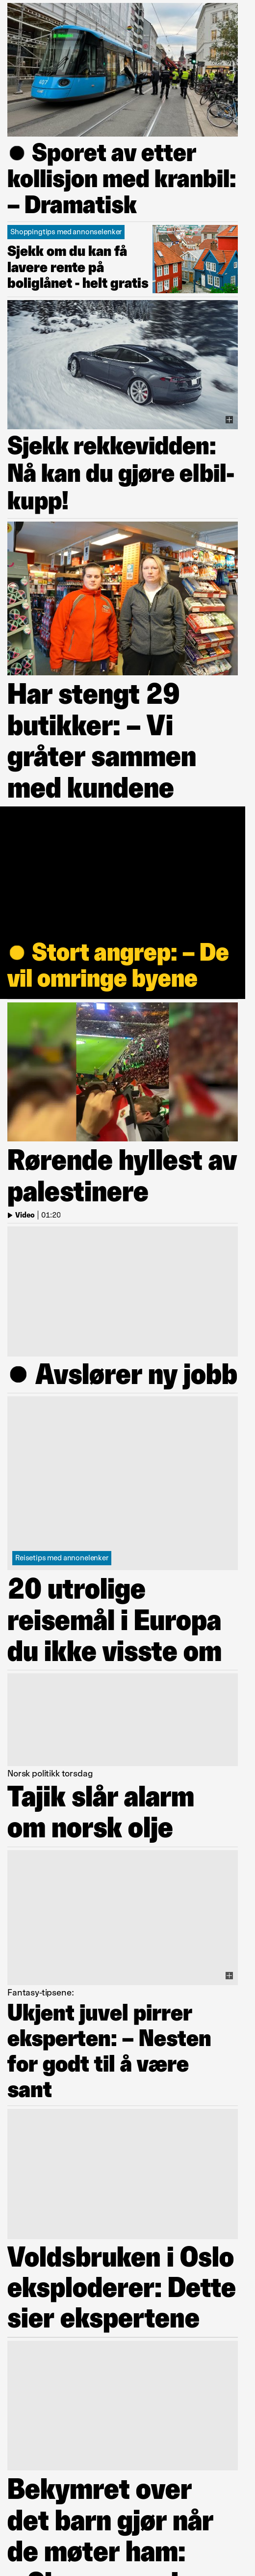 ● Sporet av etter
kollisjon med kranbil:
– Dramatisk
Shoppingtips med annonselenker
Sjekk om du kan få
lavere rente på
boliglånet - helt gratis
Sjekk rekkevidden:
Nå kan du gjøre elbil-
kupp!
Har stengt 29
butikker: – Vi
gråter sammen
med kundene
● Stort angrep: – De
vil omringe byene
Rørende hyllest av
palestinere
Video | 01:20
● Avslører ny jobb
Reisetips med annonelenker
20 utrolige
reisemål i Europa
du ikke visste om
Norsk politikk torsdag
Tajik slår alarm
om norsk olje
Fantasy-tipsene:
Ukjent juvel pirrer
eksperten: – Nesten
for godt til å være
sant
Voldsbruken i Oslo
eksploderer: Dette
sier ekspertene
Bekymret over
det barn gjør når
de møter ham: